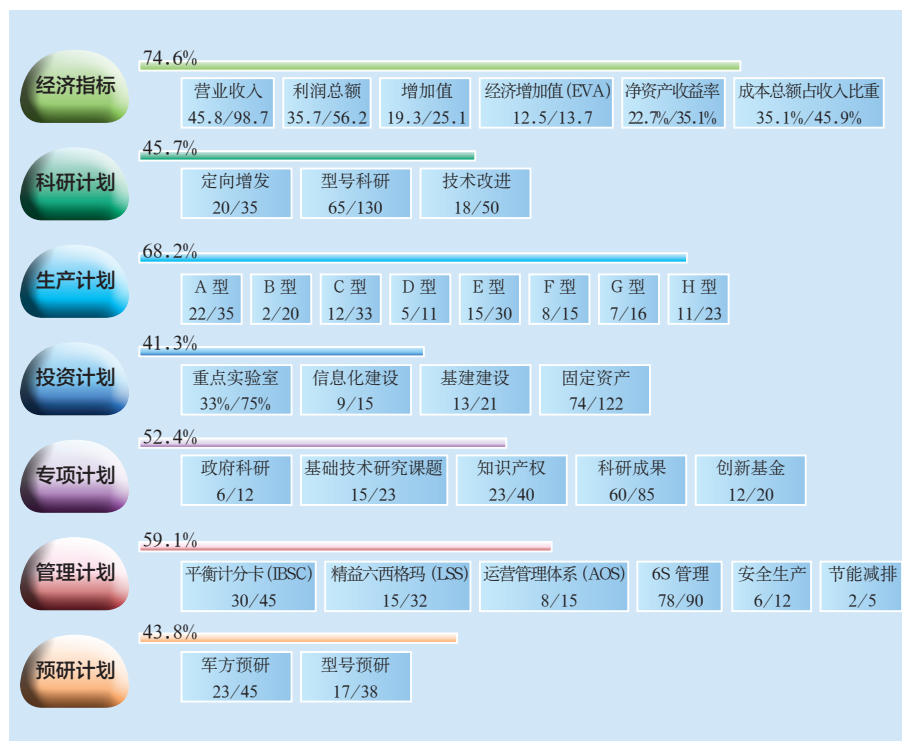 经济指标
74.6%
营业收入
45.8/98.7
利润总额
35.7/56.2
增加值
19.3/25.1
经济增加值(EVA)
12.5/13.7
净资产收益率
22.7%/35.1%
成本总额占收入比重
35.1%/45.9%
科研计划
45.7%
定向增发
20/35
型号科研
65/130
技术改进
18/50
生产计划
68.2%
A 型
22/35
B 型
2/20
C 型
12/33
D 型
5/11
E 型
15/30
F 型
8/15
G 型
7/16
H 型
11/23
投资计划
41.3%
重点实验室
33%/75%
信息化建设
9/15
基建建设
13/21
固定资产
74/122
专项计划
52.4%
政府科研
6/12
基础技术研究课题
15/23
知识产权
23/40
科研成果
60/85
创新基金
12/20
管理计划
59.1%
平衡计分卡(IBSC)
30/45
精益六西格玛 (LSS)
15/32
运营管理体系 (AOS)
8/15
6S 管理
78/90
安全生产
6/12
节能减排
2/5
预研计划
43.8%
军方预研
23/45
型号预研
17/38